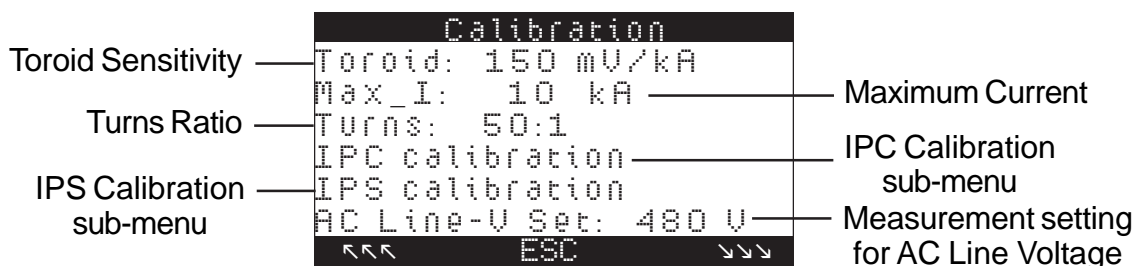 Calibration
Toroid Sensitivity
Toroid: 150 mV/kA
Max_I: 10 kA
Maximum Current
Turns Ratio
Turns: 50:1
IPC calibration
IPC Calibration
sub-menu
IPS Calibration
sub-menu
IPS calibration
AC Line-V Set: 480 V
Measurement setting
for AC Line Voltage
↖↖↖ ESC ↘↘↘